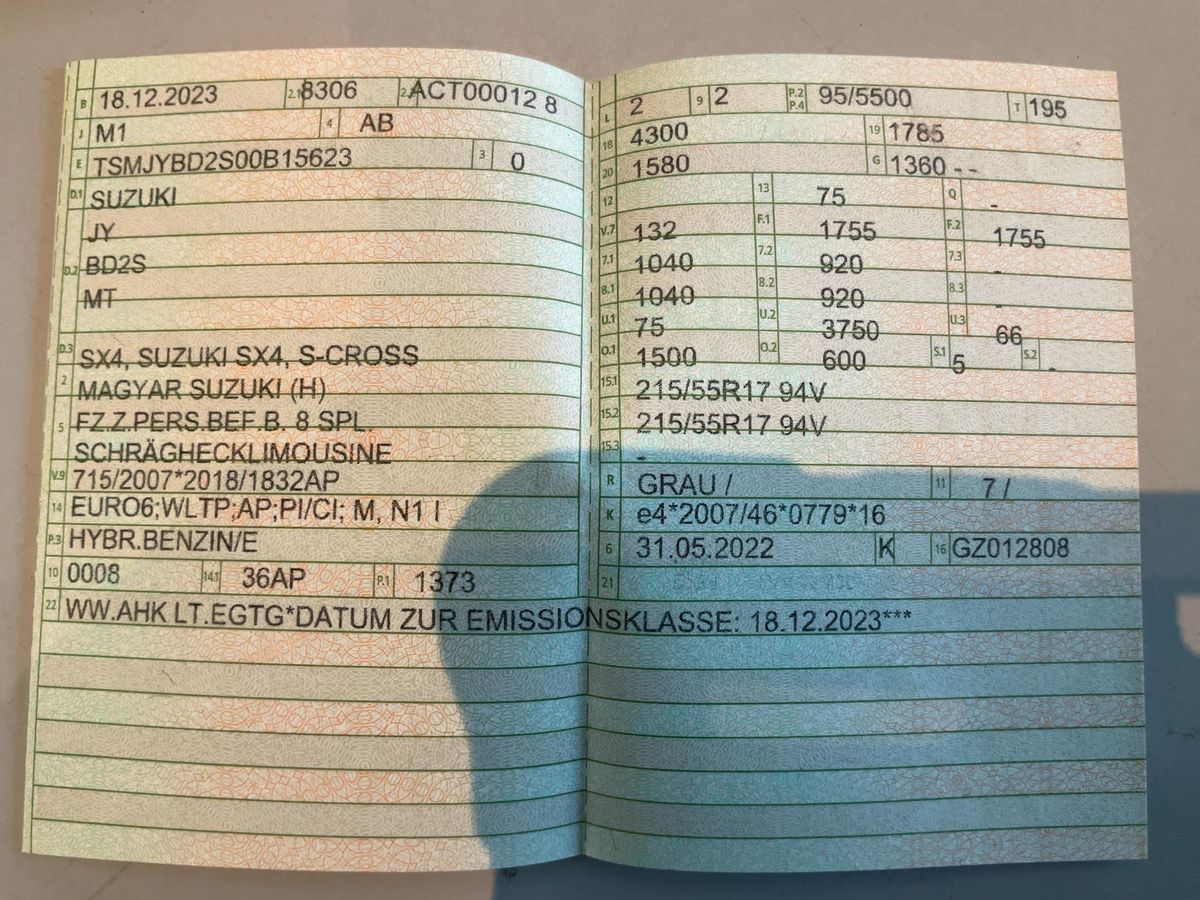 B 18.12.2023 2.1 8306 2.2 ACT00012 8
J M1 4 AB
E TSMJYBD2S00B15623 3 0
D.1 SUZUKI
JY
D.2 BD2S
MT
D.3 SX4, SUZUKI SX4, S-CROSS
2 MAGYAR SUZUKI (H)
5 FZ.Z.PERS.BEF.B. 8 SPL.
SCHRÄGHECKLIMOUSINE
V.9 715/2007*2018/1832AP
14 EURO6;WLTP;AP;PI/CI; M, N1 I
P.3 HYBR.BENZIN/E
10 0008 14.1 36AP P.1 1373
22 WW.AHK LT.EGTG*DATUM ZUR EMISSIONSKLASSE: 18.12.2023***
L 2 9 2 P.2 P.4 95/5500 T 195
18 4300 19 1785
20 1580 G 1360 - -
12 13 75 Q -
V.7 132 F.1 1755 F.2 1755
7.1 1040 7.2 920 7.3 -
8.1 1040 8.2 920 8.3 -
U.1 75 U.2 3750 U.3 66
O.1 1500 O.2 600 S.1 5 S.2 -
15.1 215/55R17 94V
15.2 215/55R17 94V
15.3 -
R GRAU / 11 7 /
K e4*2007/46*0779*16
6 31.05.2022 K 16 GZ012808
21